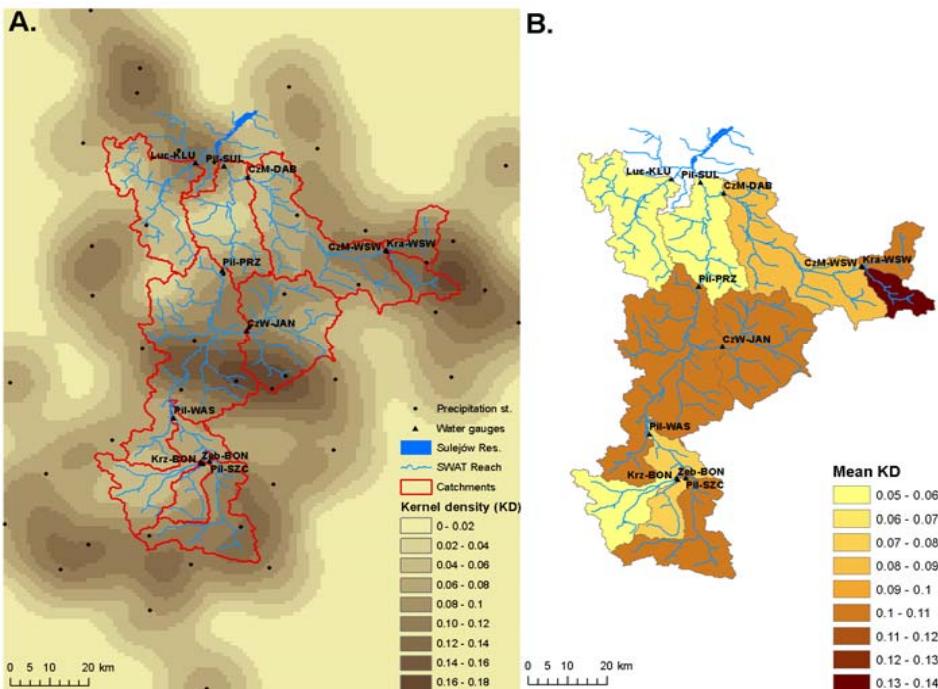 A.
Luc-KLU
Pil-SUL
CzM-DAB
CzM-WSW
Kra-WSW
Pil-PRZ
CzW-JAN
Pil-WAS
Krz-BON
Zeb-BON
Pil-SZC
Precipitation st.
Water gauges
Sulejów Res.
SWAT Reach
Catchments
Kernel density (KD)
0 - 0.02
0.02 - 0.04
0.04 - 0.06
0.06 - 0.08
0.08 - 0.1
0.10 - 0.12
0.12 - 0.14
0.14 - 0.16
0.16 - 0.18
0 5 10 20 km
B.
Luc-KLU
Pil-SUL
CzM-DAB
CzM-WSW
Kra-WSW
Pil-PRZ
CzW-JAN
Pil-WAS
Krz-BON
Zeb-BON
Pil-SZC
Mean KD
0.05 - 0.06
0.06 - 0.07
0.07 - 0.08
0.08 - 0.09
0.09 - 0.1
0.1 - 0.11
0.11 - 0.12
0.12 - 0.13
0.13 - 0.14
0 5 10 20 km